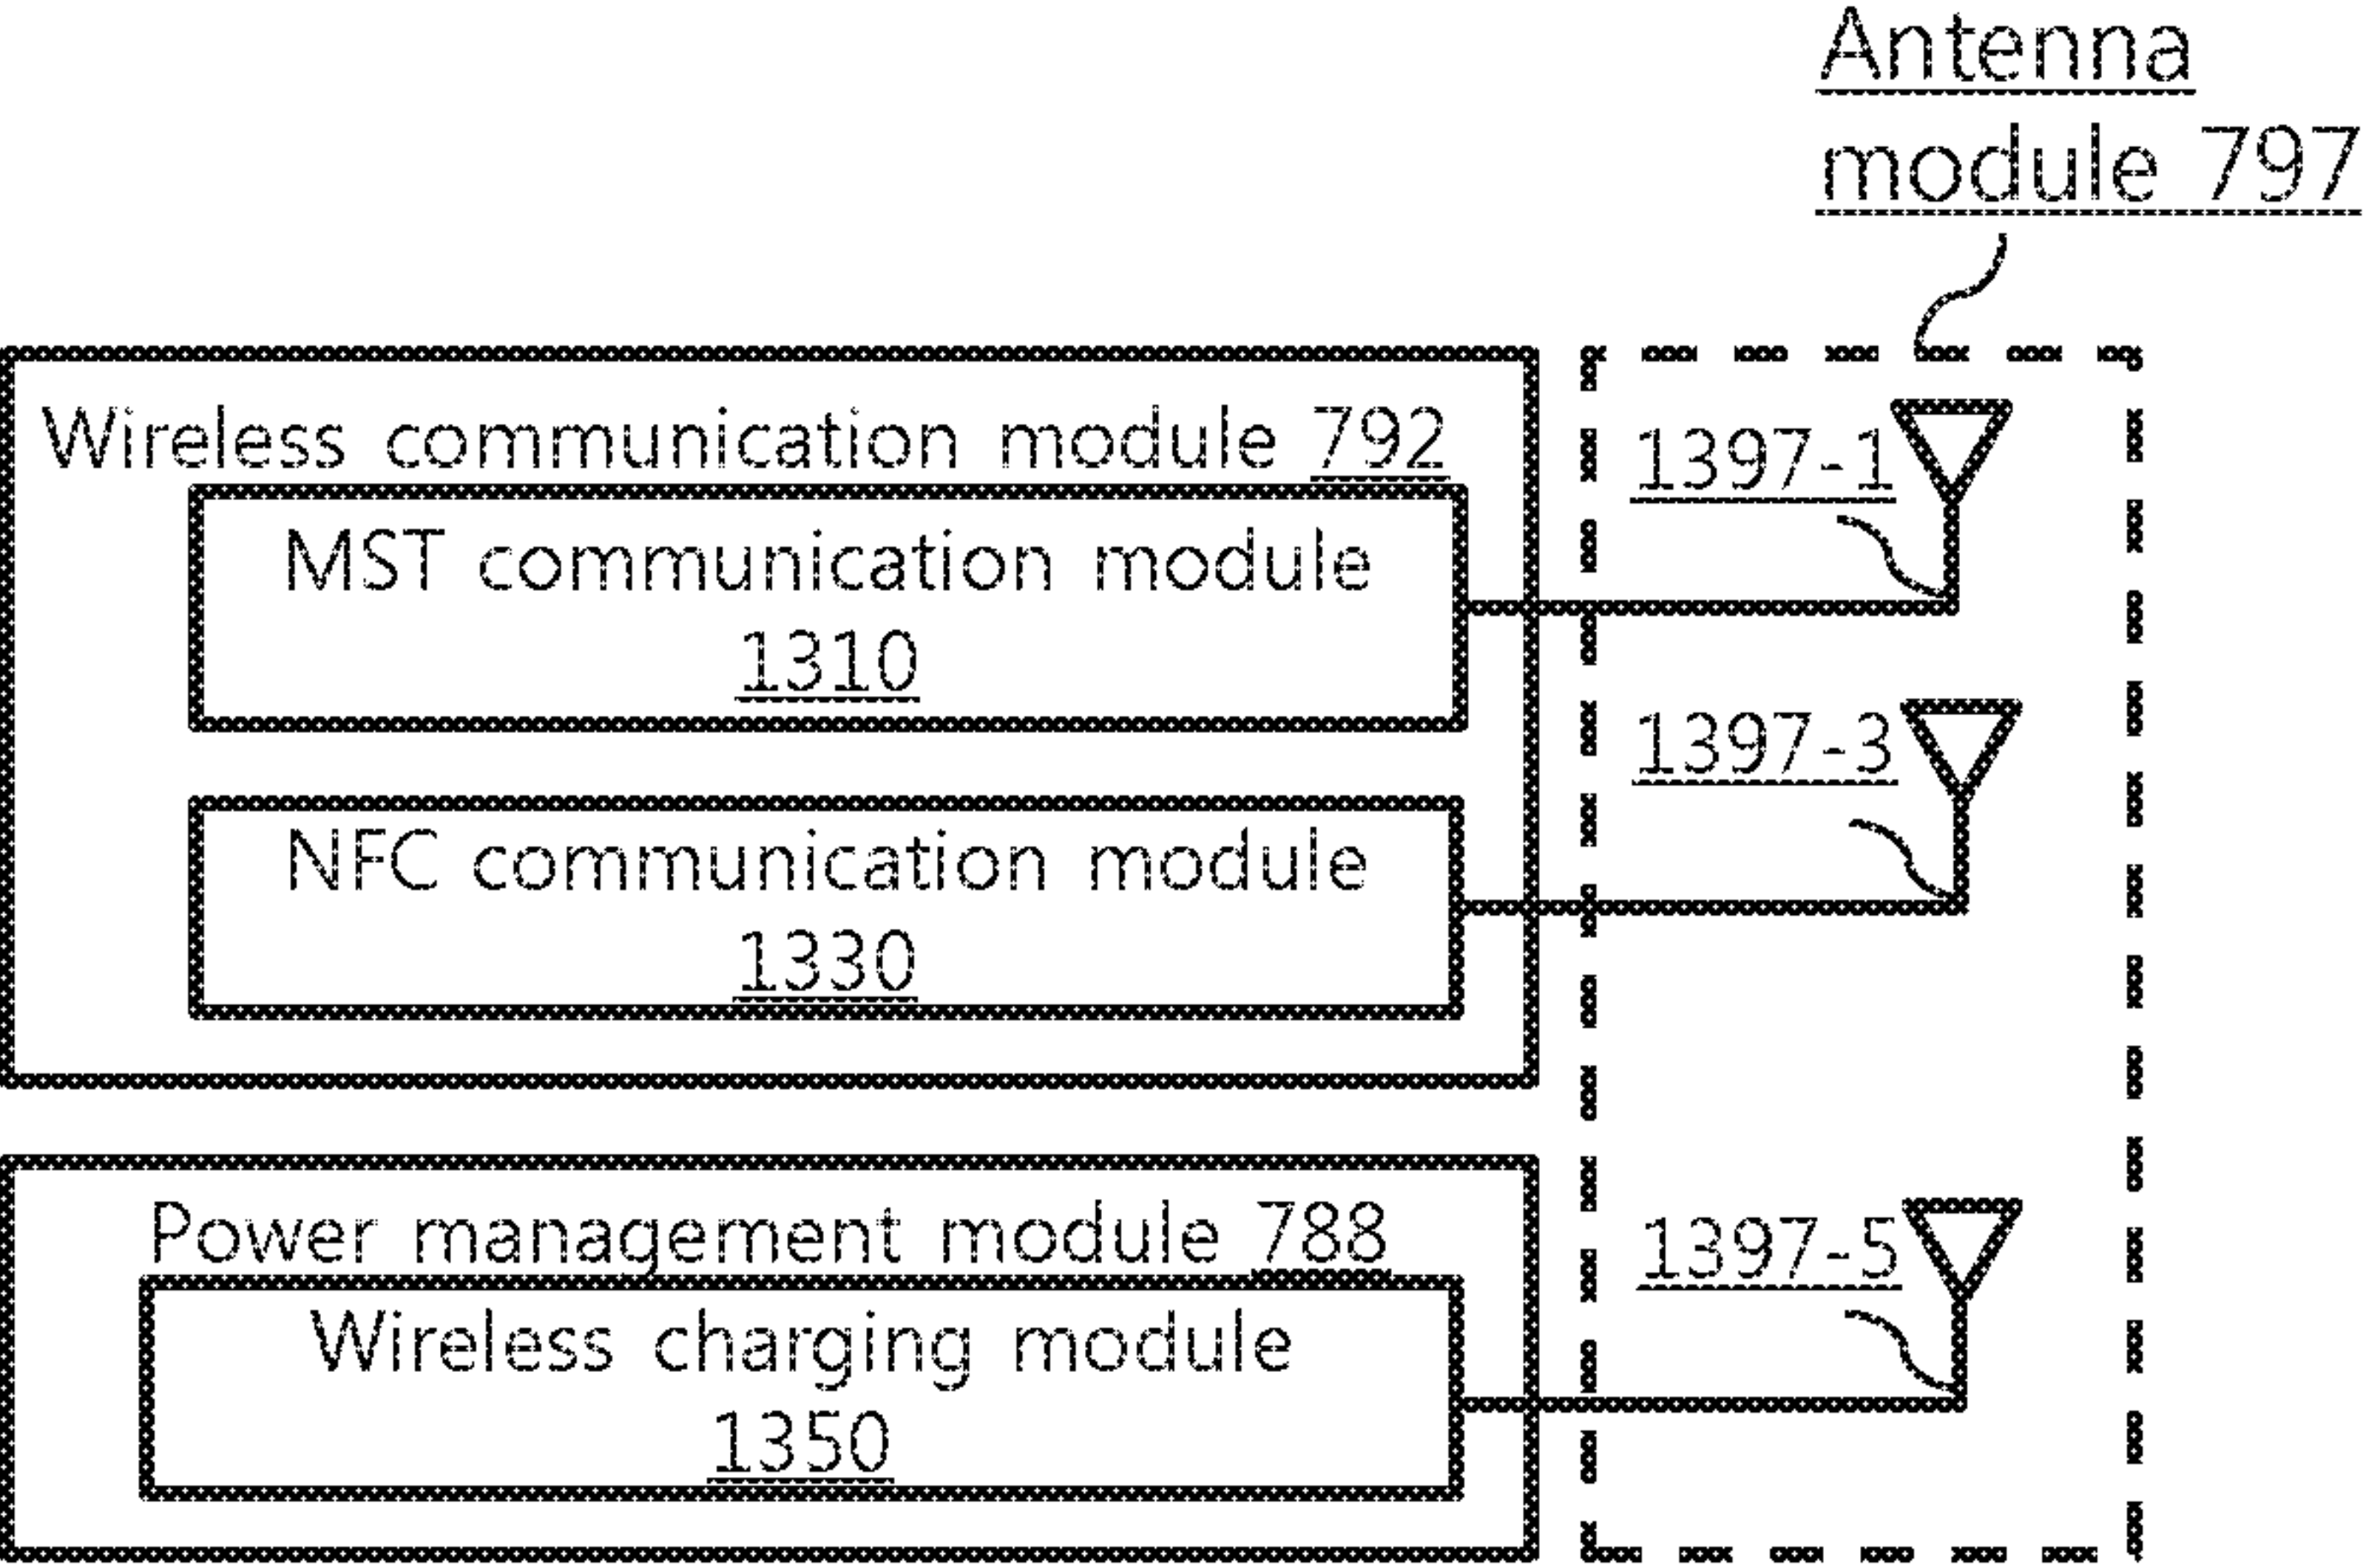 Antenna
module 797
Wireless communication module 792
1397-1
MST communication module
1310
1397-3
NFC communication module
1330
Power management module 788
1397-5
Wireless charging module
1350